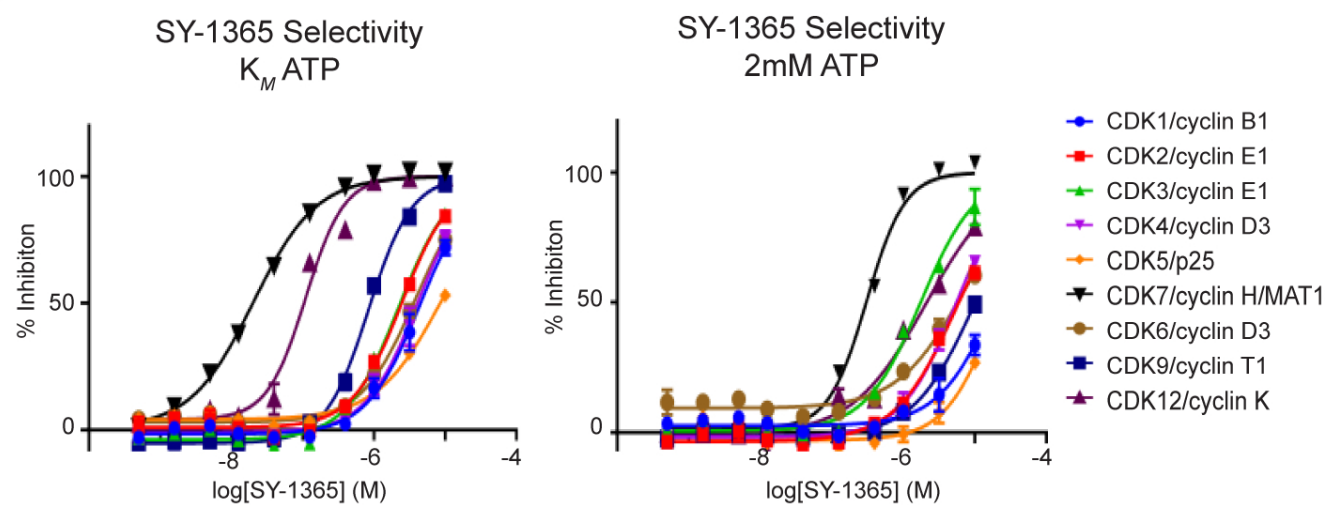 SY-1365 Selectivity
KM ATP
% Inhibiton
100
50
0
-8
-6
-4
log[SY-1365] (M)
SY-1365 Selectivity
2mM ATP
% Inhibiton
100
50
0
-8
-6
-4
log[SY-1365] (M)
CDK1/cyclin B1
CDK2/cyclin E1
CDK3/cyclin E1
CDK4/cyclin D3
CDK5/p25
CDK7/cyclin H/MAT1
CDK6/cyclin D3
CDK9/cyclin T1
CDK12/cyclin K